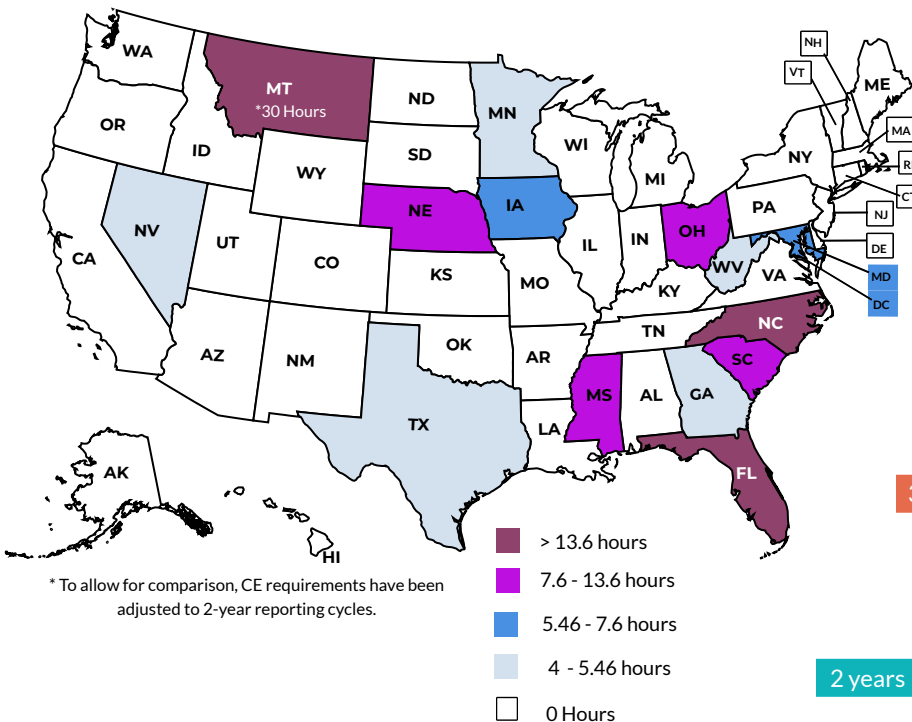 WA
MT
*30 Hours
ND
MN
OR
ID
SD
WI
WY
MI
NH
VT
ME
MA
NY
NE
IA
PA
NJ
NV
UT
CO
KS
MO
IL
IN
OH
WV
VA
DE
MD
DC
CA
KY
NC
TN
AZ
NM
OK
AR
SC
MS
AL
GA
TX
LA
AK
FL
HI
3
> 13.6 hours
7.6 - 13.6 hours
5.46 - 7.6 hours
4 - 5.46 hours
0 Hours
* To allow for comparison, CE requirements have been
adjusted to 2-year reporting cycles.
2 years